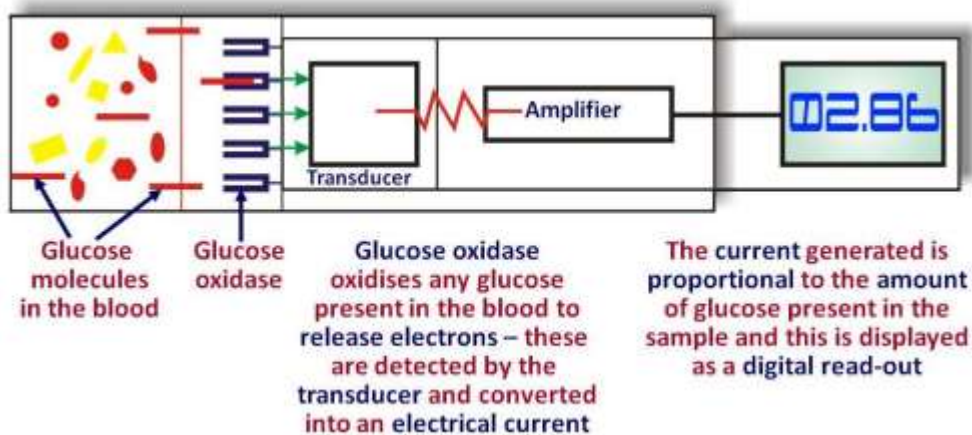 Amplifier
02.86
Transducer
Glucose
molecules
in the blood
Glucose
oxidase
Glucose oxidase
oxidises any glucose
present in the blood to
release electrons – these
are detected by the
transducer and converted
into an electrical current
The current generated is
proportional to the amount
of glucose present in the
sample and this is displayed
as a digital read-out